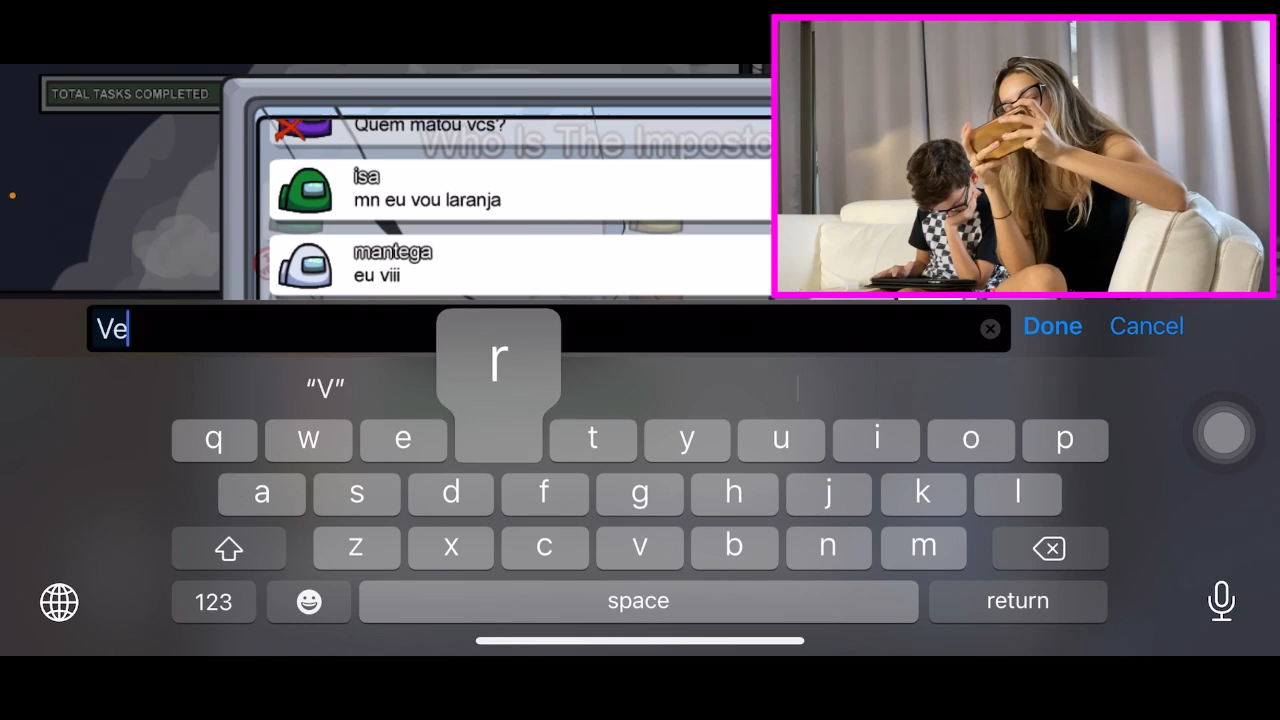 TOTAL TASKS COMPLETED
Quem matou vcs?
Who Is The Imposto
isa
mn eu vou laranja
mantega
eu viii
Ve
Done
Cancel
r
“V”
q w e t y u i o p
a s d f g h j k l
z x c v b n m
123
space
return